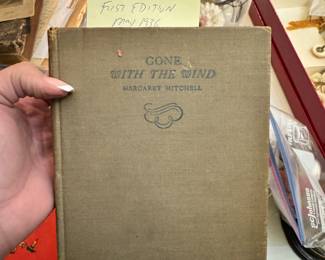 FIRST EDITION
MAY 1936
GONE
WITH THE WIND
MARGARET MITCHELL